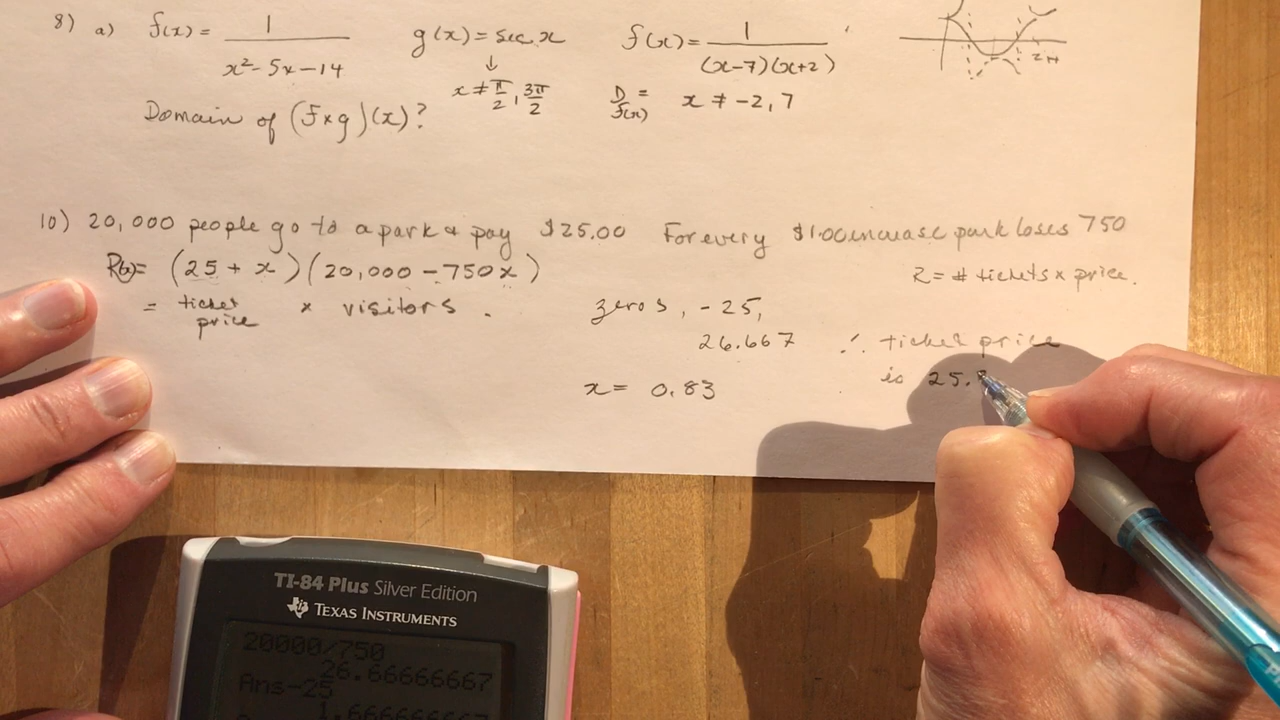 8) a) f(x) = 1 / x² - 5x - 14 g(x) = sec x f(x) = 1 / (x-7)(x+2)
↓ x ≠ π/2, 3π/2 D f(x) = x ≠ -2, 7
2π
Domain of (f×g)(x)?
10) 20,000 people go to a park & pay $25.00 For every $1.00 increase park loses 750
R(x)= (25 + x)(20,000 - 750x) R = # tickets × price.
= ticket price × visitors. zeros, -25,
26.667 ∴ ticket price
x = 0.83 is 25.
TI-84 Plus Silver Edition
TEXAS INSTRUMENTS
20000/750
26.66666667
Ans-25
1.666666667